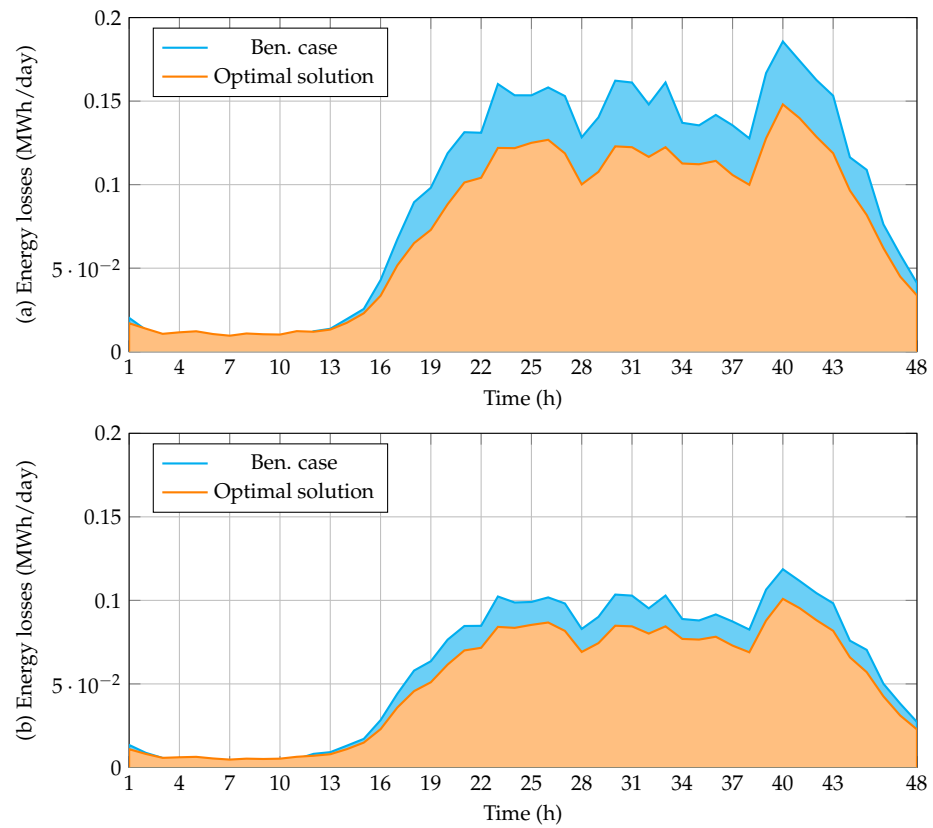 0.2
0.15
0.1
5 · 10⁻²
0
(a) Energy losses (MWh/day)
Ben. case
Optimal solution
1 4 7 10 13 16 19 22 25 28 31 34 37 40 43 48
Time (h)
0.2
0.15
0.1
5 · 10⁻²
0
(b) Energy losses (MWh/day)
Ben. case
Optimal solution
1 4 7 10 13 16 19 22 25 28 31 34 37 40 43 48
Time (h)